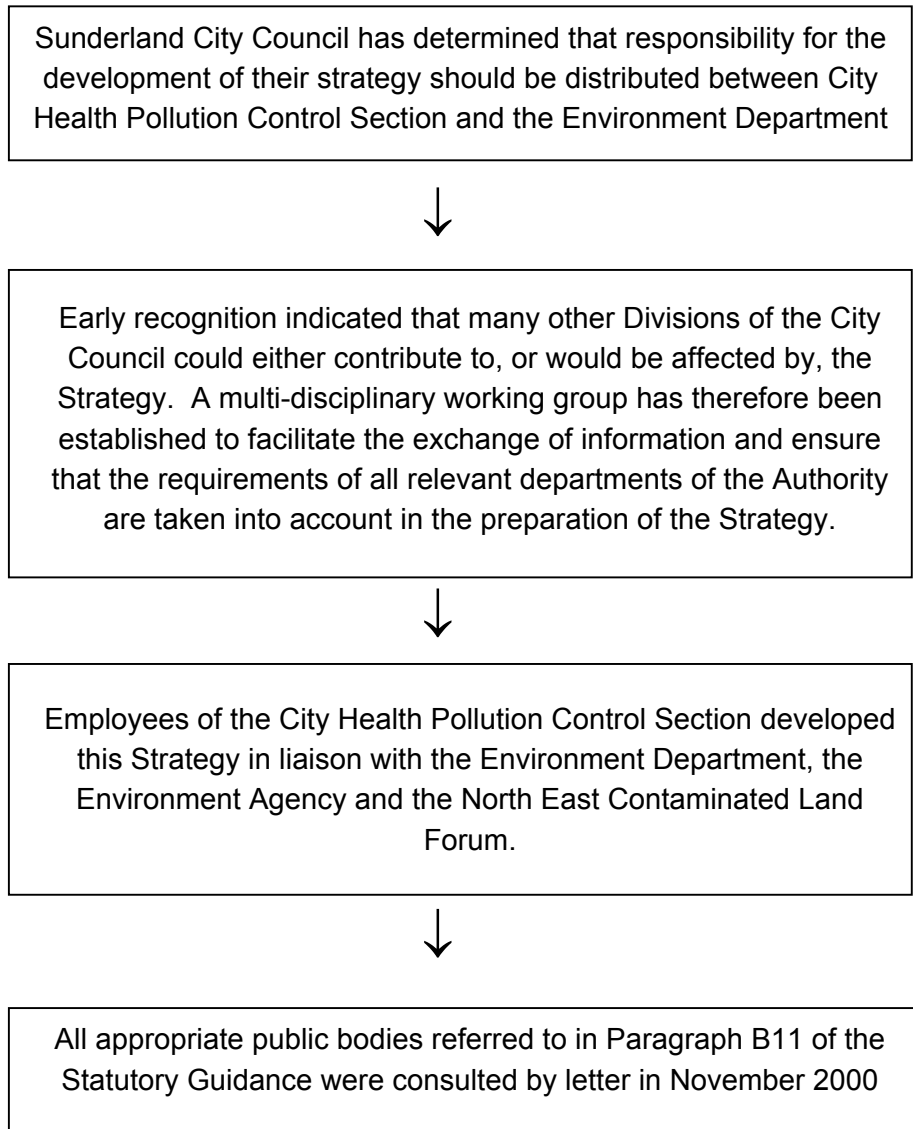 Sunderland City Council has determined that responsibility for the
development of their strategy should be distributed between City
Health Pollution Control Section and the Environment Department
↓
Early recognition indicated that many other Divisions of the City
Council could either contribute to, or would be affected by, the
Strategy.  A multi-disciplinary working group has therefore been
established to facilitate the exchange of information and ensure
that the requirements of all relevant departments of the Authority
are taken into account in the preparation of the Strategy.
↓
Employees of the City Health Pollution Control Section developed
this Strategy in liaison with the Environment Department, the
Environment Agency and the North East Contaminated Land
Forum.
↓
All appropriate public bodies referred to in Paragraph B11 of the
Statutory Guidance were consulted by letter in November 2000